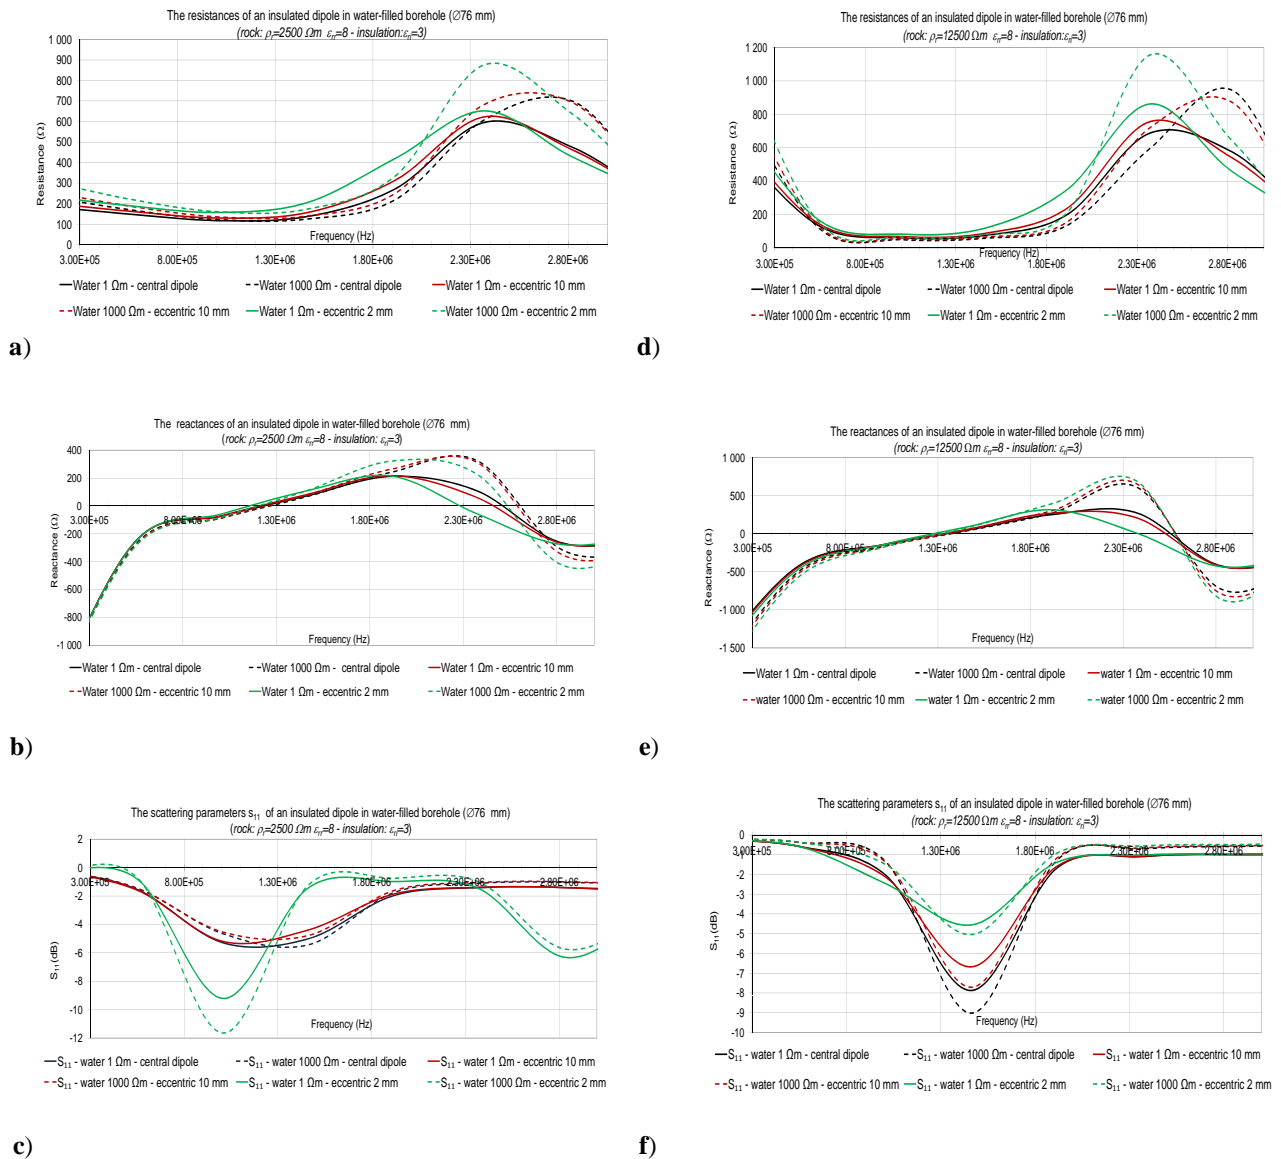 The resistances of an insulated dipole in water-filled borehole (∅76 mm)
(rock: ρr=2500 Ωm εrr=8 - insulation:εri=3)
1 000
900
800
700
600
500
400
300
200
100
0
Resistance (Ω)
Frequency (Hz)
3.00E+05 8.00E+05 1.30E+06 1.80E+06 2.30E+06 2.80E+06
Water 1 Ωm - central dipole Water 1000 Ωm - central dipole Water 1 Ωm - eccentric 10 mm
Water 1000 Ωm - eccentric 10 mm Water 1 Ωm - eccentric 2 mm Water 1000 Ωm - eccentric 2 mm
a)
The resistances of an insulated dipole in water-filled borehole (∅76 mm)
(rock: ρr=12500 Ωm εrr=8 - insulation:εri=3)
1 200
1 000
800
600
400
200
0
Resistance (Ω)
Frequency (Hz)
3.00E+05 8.00E+05 1.30E+06 1.80E+06 2.30E+06 2.80E+06
Water 1 Ωm - central dipole Water 1000 Ωm - central dipole Water 1 Ωm - eccentric 10 mm
Water 1000 Ωm - eccentric 10 mm Water 1 Ωm - eccentric 2 mm Water 1000 Ωm - eccentric 2 mm
d)
The reactances of an insulated dipole in water-filled borehole (∅76 mm)
(rock: ρr=2500 Ωm εrr=8 - insulation: εri=3)
400
200
0
-200
-400
-600
-800
-1 000
Reactance (Ω)
3.00E+05 8.00E+05 1.30E+06 1.80E+06 2.30E+06 2.80E+06
Frequency (Hz)
Water 1 Ωm - central dipole Water 1000 Ωm - central dipole Water 1 Ωm - eccentric 10 mm
Water 1000 Ωm - eccentric 10 mm Water 1 Ωm - eccentric 2 mm Water 1000 Ωm - eccentric 2 mm
b)
The reactances of an insulated dipole in water-filled borehole (∅76 mm)
(rock: ρr=12500 Ωm εrr=8 - insulation: εri=3)
1 000
500
0
-500
-1 000
-1 500
Reactance (Ω)
3.00E+05 8.00E+05 1.30E+06 1.80E+06 2.30E+06 2.80E+06
Frequency (Hz)
Water 1 Ωm - central dipole Water 1000 Ωm - central dipole water 1 Ωm - eccentric 10 mm
water 1000 Ωm - eccentric 10 mm water 1 Ωm - eccentric 2 mm water 1000 Ωm - eccentric 2 mm
e)
The scattering parameters s11 of an insulated dipole in water-filled borehole (∅76 mm)
(rock: ρr=2500 Ωm εrr=8 - insulation: εri=3)
2
0
-2
-4
-6
-8
-10
-12
S11 (dB)
3.00E+05 8.00E+05 1.30E+06 1.80E+06 2.30E+06 2.80E+06
Frequency (Hz)
S11 - water 1 Ωm - central dipole S11 - water 1000 Ωm - central dipole S11 - water 1 Ωm - eccentric 10 mm
S11 - water 1000 Ωm - eccentric 10 mm S11 - water 1 Ωm - eccentric 2 mm S11 - water 1000 Ωm - eccentric 2 mm
c)
The scattering parameters s11 of an insulated dipole in water-filled borehole (∅76 mm)
(rock: ρr=12500 Ωm εrr=8 - insulation: εri=3)
0
-1
-2
-3
-4
-5
-6
-7
-8
-9
-10
S11 (dB)
3.00E+05 8.00E+05 1.30E+06 1.80E+06 2.30E+06 2.80E+06
Frequency (Hz)
S11 - water 1 Ωm - central dipole S11 - water 1000 Ωm - central dipole S11 - water 1 Ωm - eccentric 10 mm
S11 - water 1000 Ωm - eccentric 10 mm S11 - water 1 Ωm - eccentric 2 mm S11 - water 1000 Ωm - eccentric 2 mm
f)